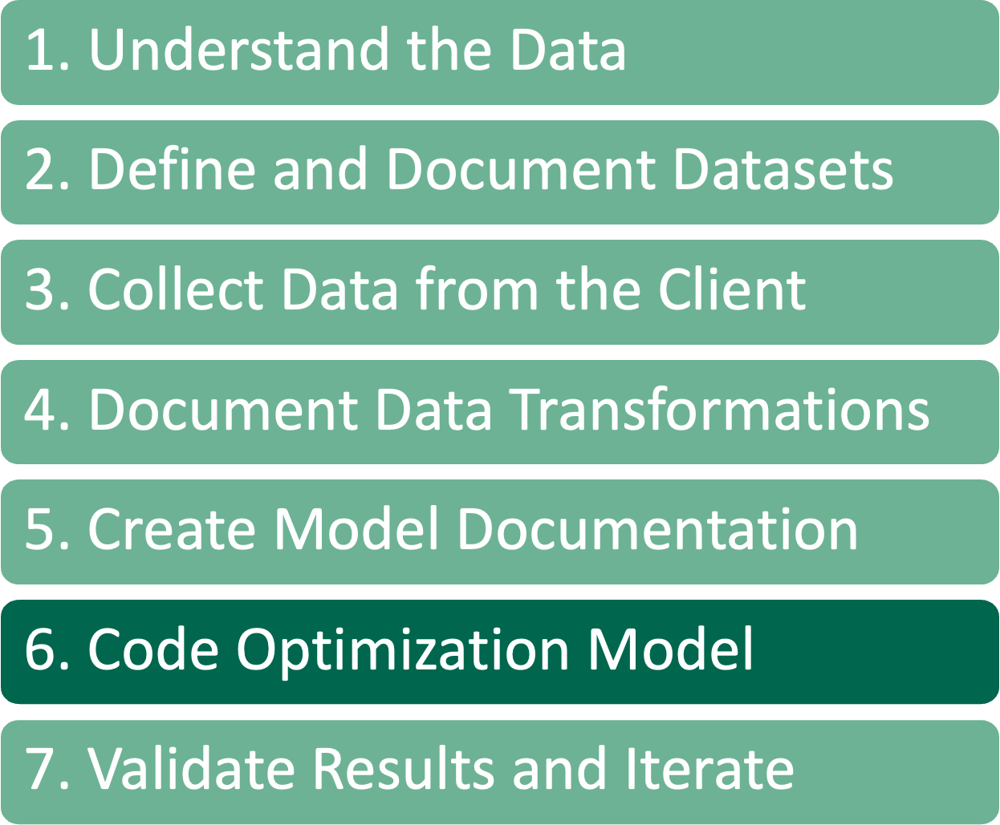 1. Understand the Data
2. Define and Document Datasets
3. Collect Data from the Client
4. Document Data Transformations
5. Create Model Documentation
6. Code Optimization Model
7. Validate Results and Iterate